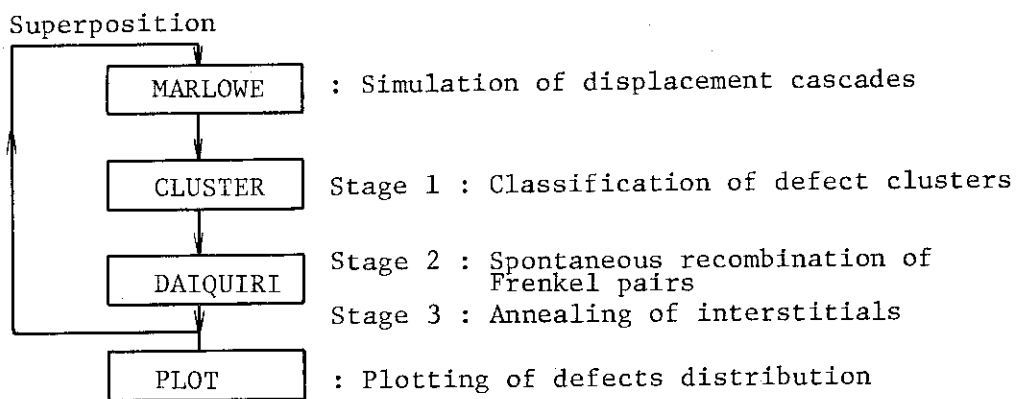 Superposition
MARLOWE : Simulation of displacement cascades
CLUSTER Stage 1 : Classification of defect clusters
Stage 2 : Spontaneous recombination of
Frenkel pairs
DAIQUIRI
Stage 3 : Annealing of interstitials
PLOT : Plotting of defects distribution